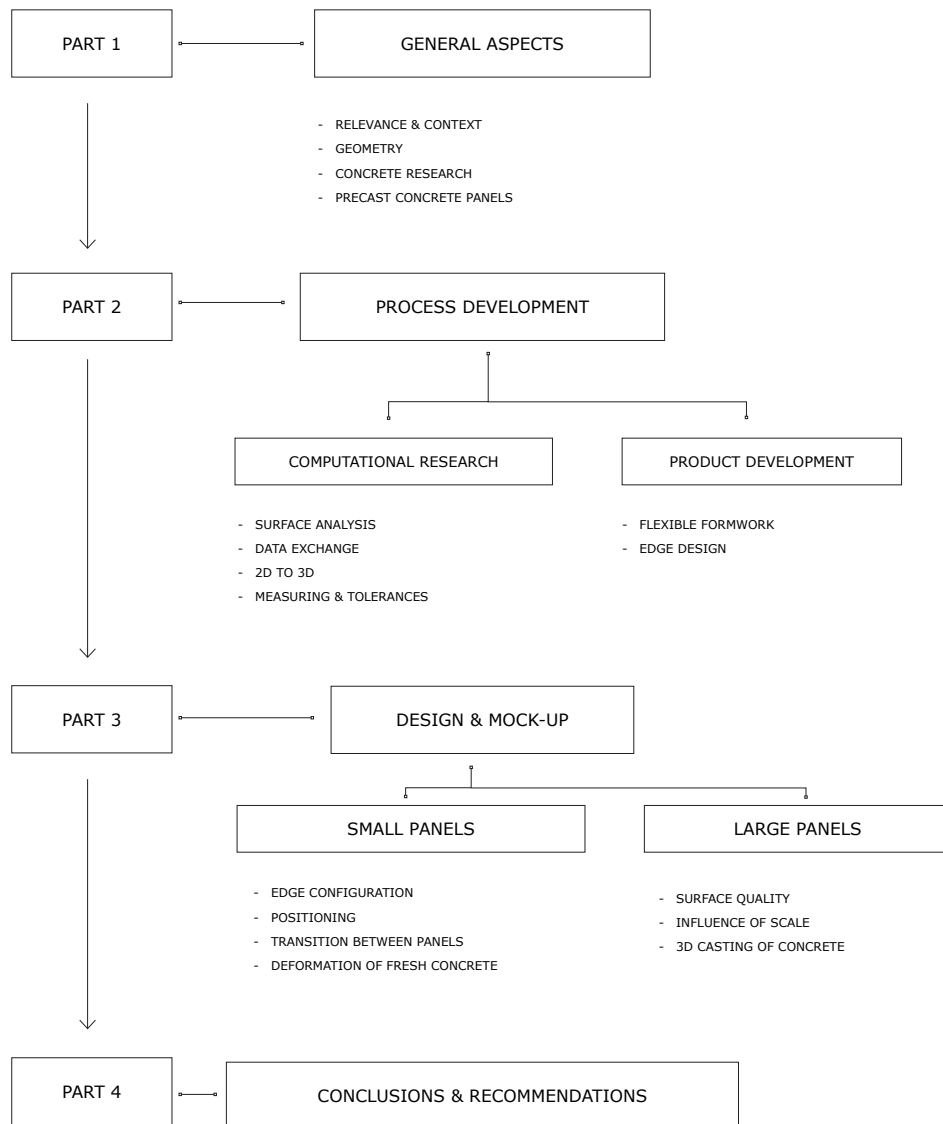 PART 1
GENERAL ASPECTS
- RELEVANCE & CONTEXT
- GEOMETRY
- CONCRETE RESEARCH
- PRECAST CONCRETE PANELS
PART 2
PROCESS DEVELOPMENT
COMPUTATIONAL RESEARCH
- SURFACE ANALYSIS
- DATA EXCHANGE
- 2D TO 3D
- MEASURING & TOLERANCES
PRODUCT DEVELOPMENT
- FLEXIBLE FORMWORK
- EDGE DESIGN
PART 3
DESIGN & MOCK-UP
SMALL PANELS
- EDGE CONFIGURATION
- POSITIONING
- TRANSITION BETWEEN PANELS
- DEFORMATION OF FRESH CONCRETE
LARGE PANELS
- SURFACE QUALITY
- INFLUENCE OF SCALE
- 3D CASTING OF CONCRETE
PART 4
CONCLUSIONS & RECOMMENDATIONS